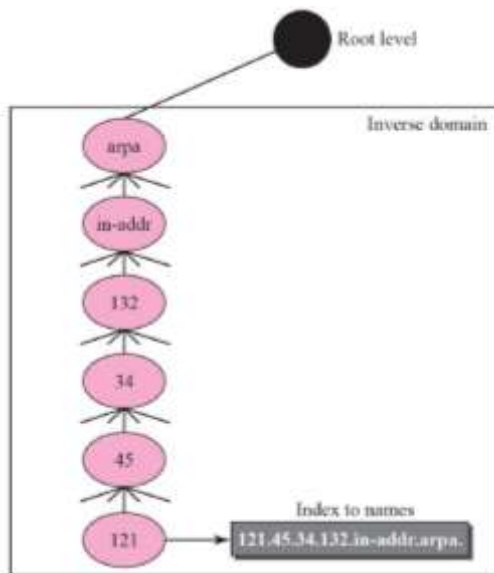 Root level
Inverse domain
arpa
in-addr
132
34
45
Index to names
121
121.45.34.132.in-addr.arpa.